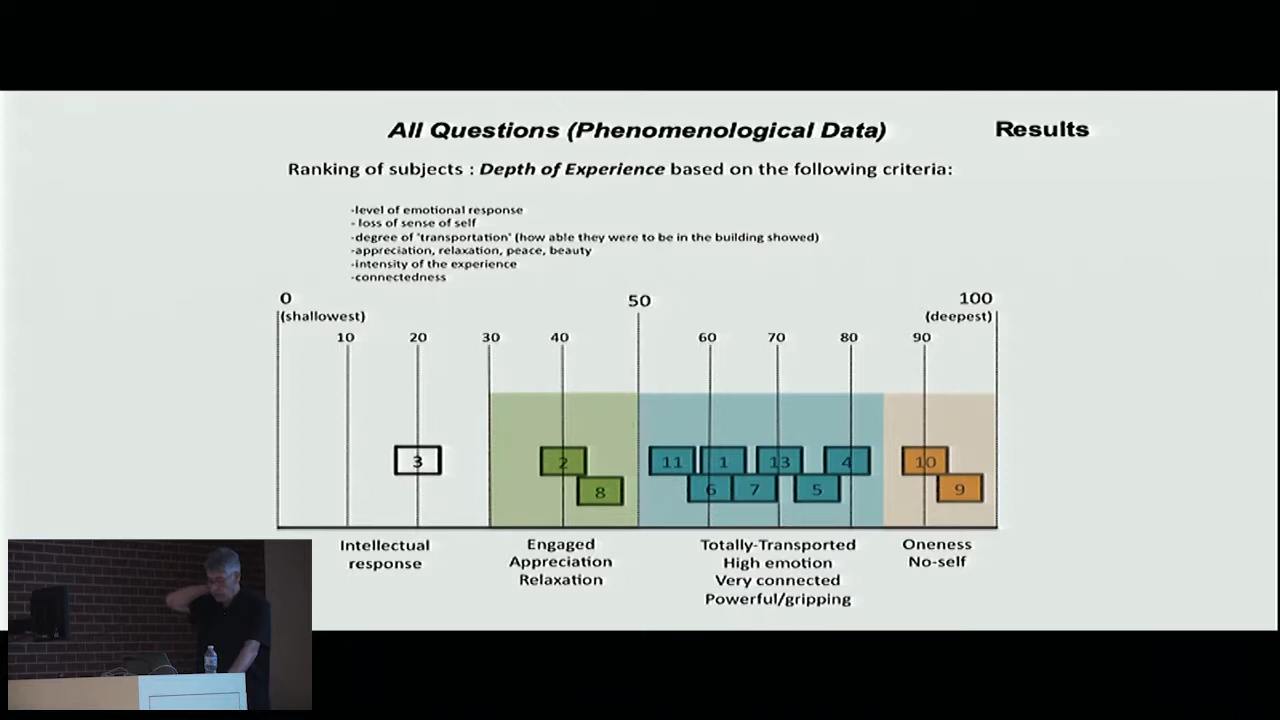 All Questions (Phenomenological Data)
Results
Ranking of subjects : Depth of Experience based on the following criteria:
-level of emotional response
- loss of sense of self
-degree of 'transportation' (how able they were to be in the building showed)
-appreciation, relaxation, peace, beauty
-intensity of the experience
-connectedness
0 50 100
(shallowest) (deepest)
10 20 30 40 60 70 80 90
3 2 11 1 13 4 10
8 6 7 5 9
Intellectual
response
Engaged
Appreciation
Relaxation
Totally-Transported
High emotion
Very connected
Powerful/gripping
Oneness
No-self